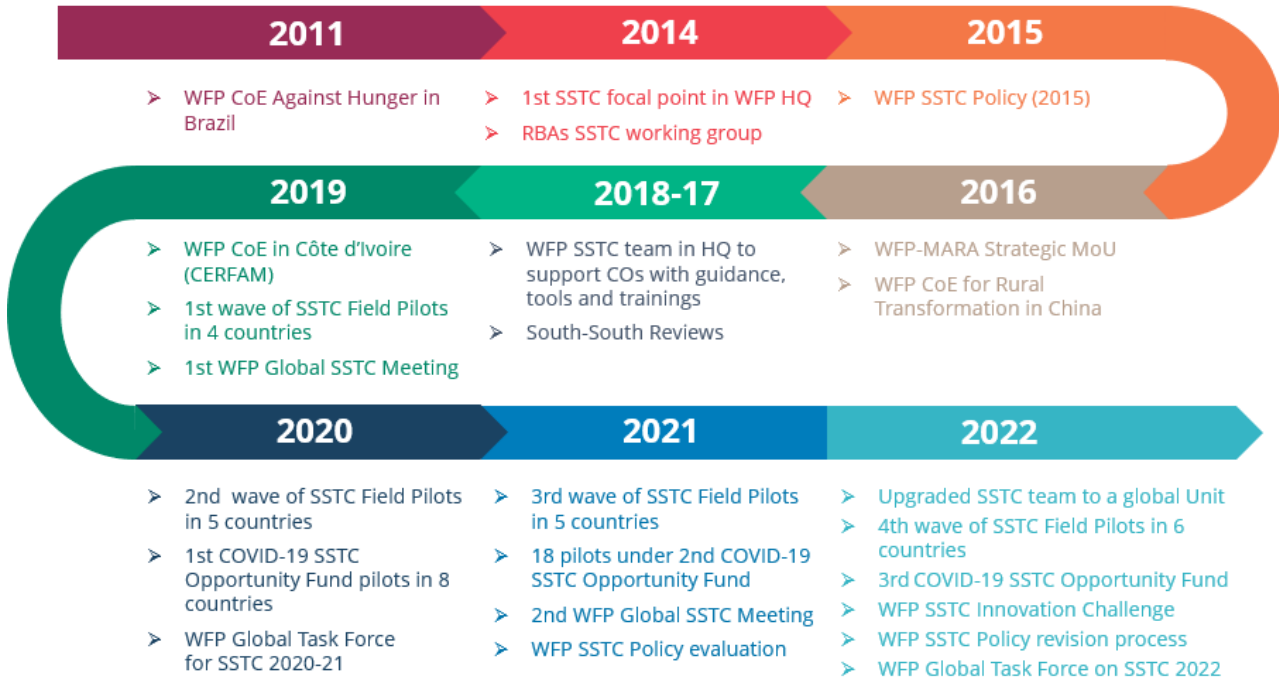 2011
2014
2015
➢ WFP CoE Against Hunger in
Brazil
➢ 1st SSTC focal point in WFP HQ
➢ RBAs SSTC working group
➢ WFP SSTC Policy (2015)
2019
2018-17
2016
➢ WFP CoE in Côte d’Ivoire
(CERFAM)
➢ 1st wave of SSTC Field Pilots
in 4 countries
➢ 1st WFP Global SSTC Meeting
➢ WFP SSTC team in HQ to
support COs with guidance,
tools and trainings
➢ South-South Reviews
➢ WFP-MARA Strategic MoU
➢ WFP CoE for Rural
Transformation in China
2020
2021
2022
➢ 2nd wave of SSTC Field Pilots
in 5 countries
➢ 1st COVID-19 SSTC
Opportunity Fund pilots in 8
countries
➢ WFP Global Task Force
for SSTC 2020-21
➢ 3rd wave of SSTC Field Pilots
in 5 countries
➢ 18 pilots under 2nd COVID-19
SSTC Opportunity Fund
➢ 2nd WFP Global SSTC Meeting
➢ WFP SSTC Policy evaluation
➢ Upgraded SSTC team to a global Unit
➢ 4th wave of SSTC Field Pilots in 6
countries
➢ 3rd COVID-19 SSTC Opportunity Fund
➢ WFP SSTC Innovation Challenge
➢ WFP SSTC Policy revision process
➢ WFP Global Task Force on SSTC 2022